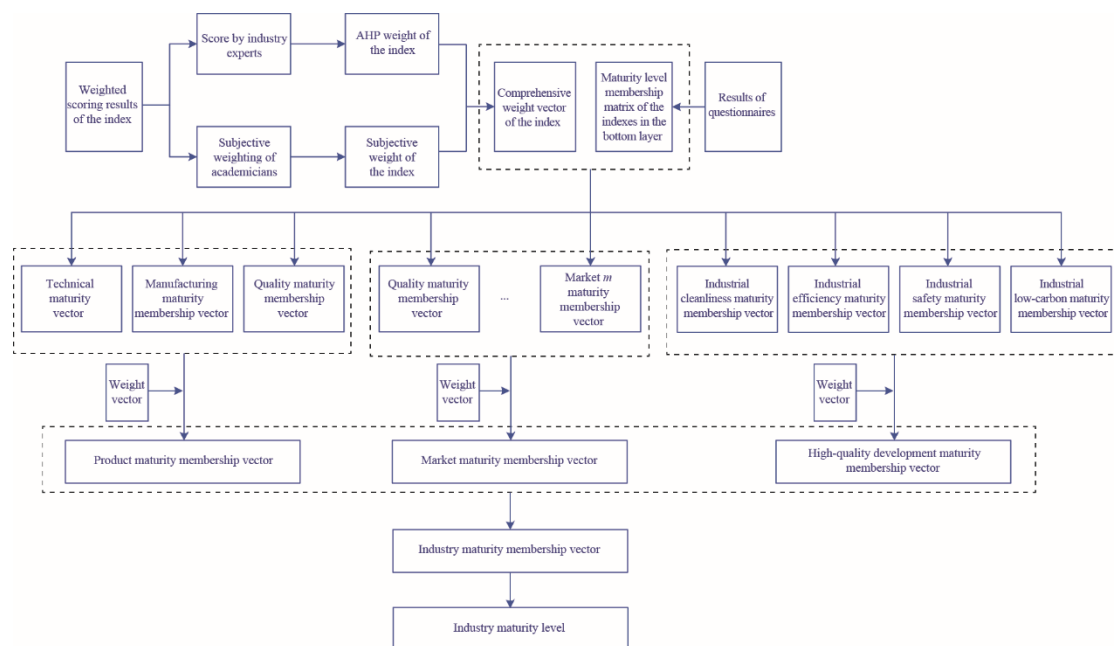 Score by industry
experts
AHP weight of
the index
Weighted
scoring results
of the index
Comprehensive
weight vector
of the index
Maturity level
membership
matrix of the
indexes in the
bottom layer
Results of
questionnaires
Subjective
weighting of
academicians
Subjective
weight of
the index
Technical
maturity
vector
Manufacturing
maturity
membership vector
Quality maturity
membership
vector
Quality maturity
membership
vector
...
Market m
maturity
membership
vector
Industrial
cleanliness maturity
membership vector
Industrial
efficiency maturity
membership vector
Industrial
safety maturity
membership vector
Industrial
low-carbon maturity
membership vector
Weight
vector
Weight
vector
Weight
vector
Product maturity membership vector
Market maturity membership vector
High-quality development maturity
membership vector
Industry maturity membership vector
Industry maturity level